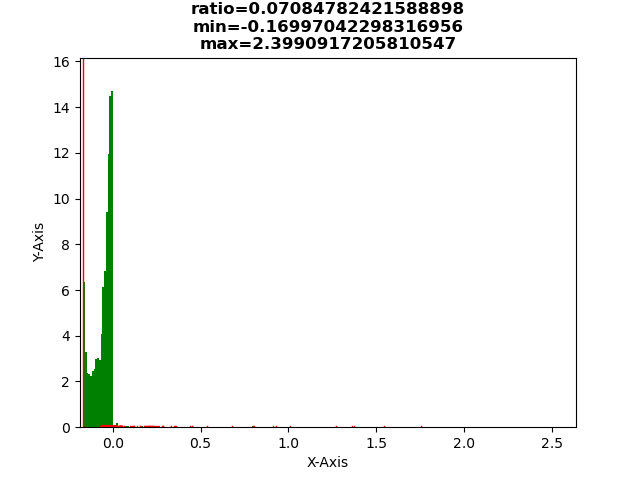 ratio=0.07084782421588898
min=-0.16997042298316956
max=2.3990917205810547
16
14
12
10
8
6
4
2
0
Y-Axis
0.0 0.5 1.0 1.5 2.0 2.5
X-Axis